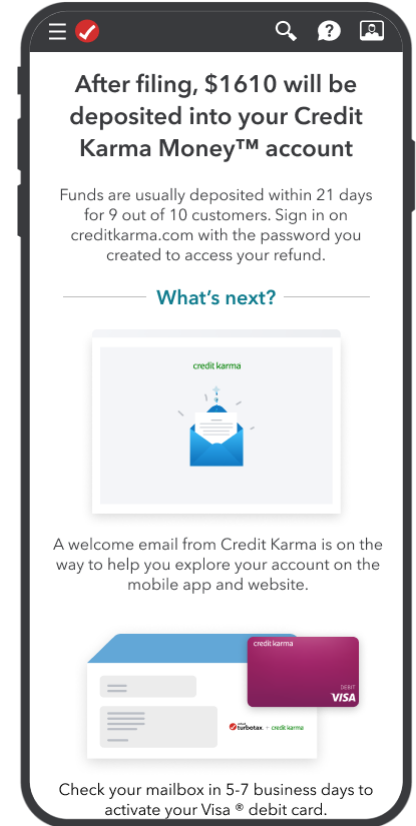 After filing, $1610 will be
deposited into your Credit
Karma Money™ account
Funds are usually deposited within 21 days
for 9 out of 10 customers. Sign in on
creditkarma.com with the password you
created to access your refund.
What's next?
credit karma
A welcome email from Credit Karma is on the
way to help you explore your account on the
mobile app and website.
credit karma
DEBIT
VISA
turbotax. + credit karma
Check your mailbox in 5-7 business days to
activate your Visa ® debit card.